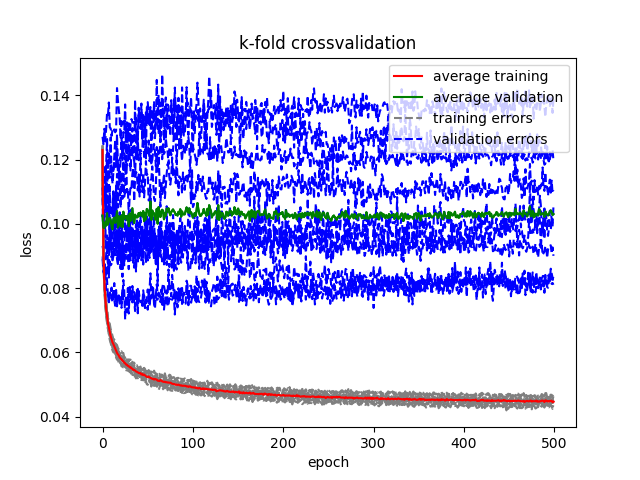 k-fold crossvalidation
average training
average validation
training errors
validation errors
loss
0.14
0.12
0.10
0.08
0.06
0.04
0
100
200
300
400
500
epoch